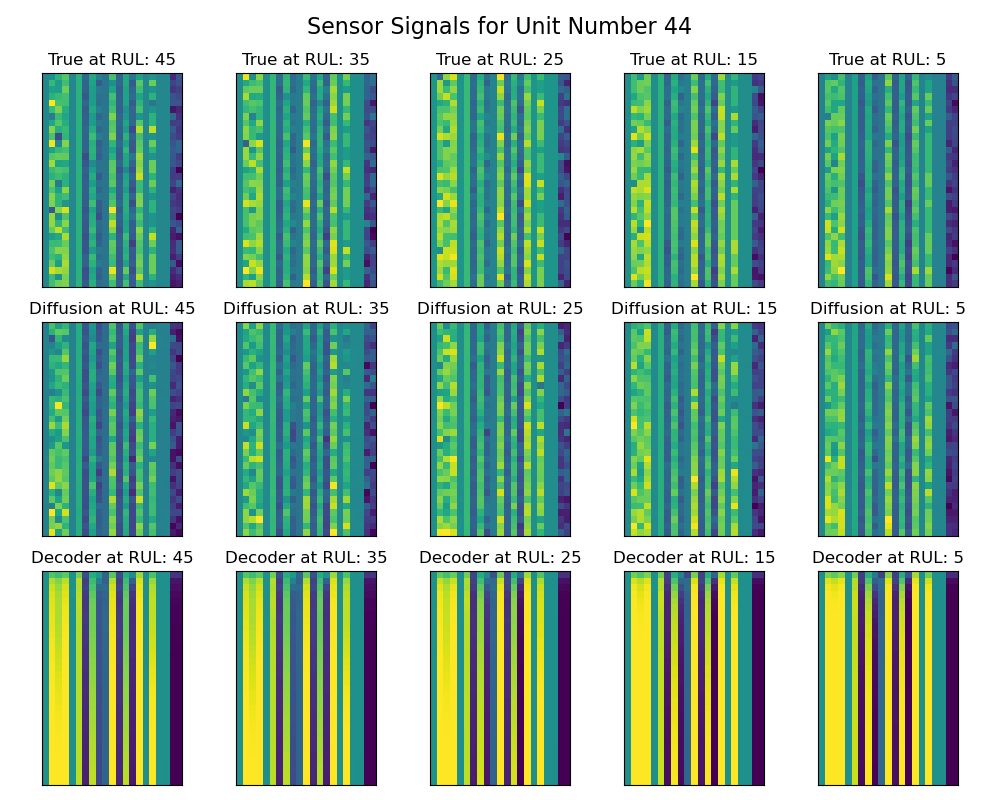 Sensor Signals for Unit Number 44
True at RUL: 45
True at RUL: 35
True at RUL: 25
True at RUL: 15
True at RUL: 5
Diffusion at RUL: 45
Diffusion at RUL: 35
Diffusion at RUL: 25
Diffusion at RUL: 15
Diffusion at RUL: 5
Decoder at RUL: 45
Decoder at RUL: 35
Decoder at RUL: 25
Decoder at RUL: 15
Decoder at RUL: 5